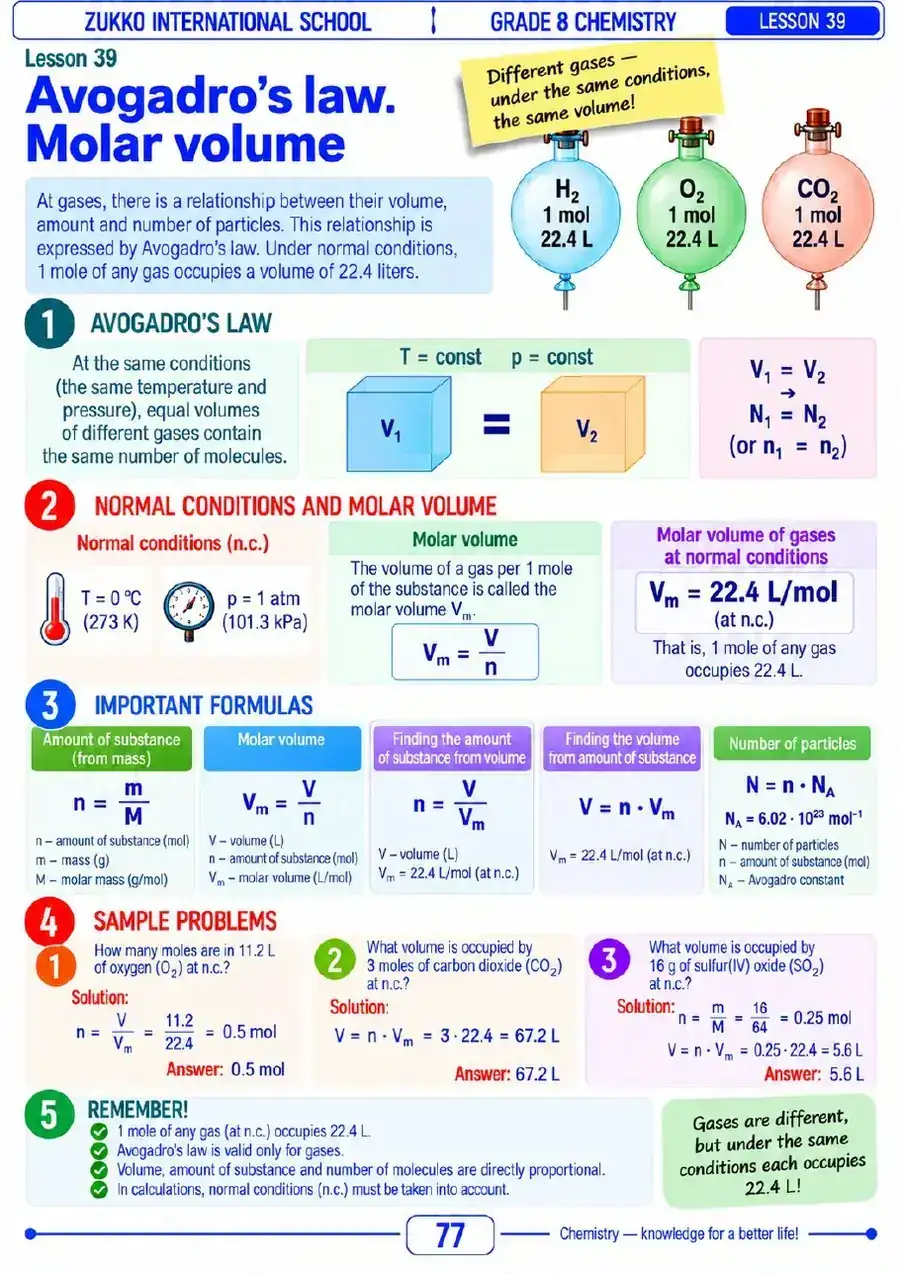 ZUKKO INTERNATIONAL SCHOOL
GRADE 8 CHEMISTRY
LESSON 39
Lesson 39
Avogadro's law.
Molar volume
Different gases —
under the same conditions,
the same volume!
H₂
1 mol
22.4 L
O₂
1 mol
22.4 L
CO₂
1 mol
22.4 L
At gases, there is a relationship between their volume,
amount and number of particles. This relationship is
expressed by Avogadro's law. Under normal conditions,
1 mole of any gas occupies a volume of 22.4 liters.
1 AVOGADRO'S LAW
At the same conditions
(the same temperature and
pressure), equal volumes
of different gases contain
the same number of molecules.
T = const p = const
V₁ = V₂
V₁ = V₂
→
N₁ = N₂
(or n₁ = n₂)
2 NORMAL CONDITIONS AND MOLAR VOLUME
Normal conditions (n.c.)
T = 0 °C
(273 K)
p = 1 atm
(101.3 kPa)
Molar volume
The volume of a gas per 1 mole
of the substance is called the
molar volume Vₘ.
Vₘ = V/n
Molar volume of gases
at normal conditions
Vₘ = 22.4 L/mol
(at n.c.)
That is, 1 mole of any gas
occupies 22.4 L.
3 IMPORTANT FORMULAS
Amount of substance
(from mass)
n = m/M
n – amount of substance (mol)
m – mass (g)
M – molar mass (g/mol)
Molar volume
Vₘ = V/n
V – volume (L)
n – amount of substance (mol)
Vₘ – molar volume (L/mol)
Finding the amount
of substance from volume
n = V/Vₘ
V – volume (L)
Vₘ = 22.4 L/mol (at n.c.)
Finding the volume
from amount of substance
V = n · Vₘ
Vₘ = 22.4 L/mol (at n.c.)
Number of particles
N = n · N_A
N_A = 6.02 · 10²³ mol⁻¹
N – number of particles
n – amount of substance (mol)
N_A – Avogadro constant
4 SAMPLE PROBLEMS
1 How many moles are in 11.2 L
of oxygen (O₂) at n.c.?
Solution:
n = V/Vₘ = 11.2/22.4 = 0.5 mol
Answer: 0.5 mol
2 What volume is occupied by
3 moles of carbon dioxide (CO₂)
at n.c.?
Solution:
V = n · Vₘ = 3 · 22.4 = 67.2 L
Answer: 67.2 L
3 What volume is occupied by
16 g of sulfur(IV) oxide (SO₂)
at n.c.?
Solution: n = m/M = 16/64 = 0.25 mol
V = n · Vₘ = 0.25 · 22.4 = 5.6 L
Answer: 5.6 L
5 REMEMBER!
1 mole of any gas (at n.c.) occupies 22.4 L.
Avogadro's law is valid only for gases.
Volume, amount of substance and number of molecules are directly proportional.
In calculations, normal conditions (n.c.) must be taken into account.
Gases are different,
but under the same
conditions each occupies
22.4 L!
77
Chemistry — knowledge for a better life!